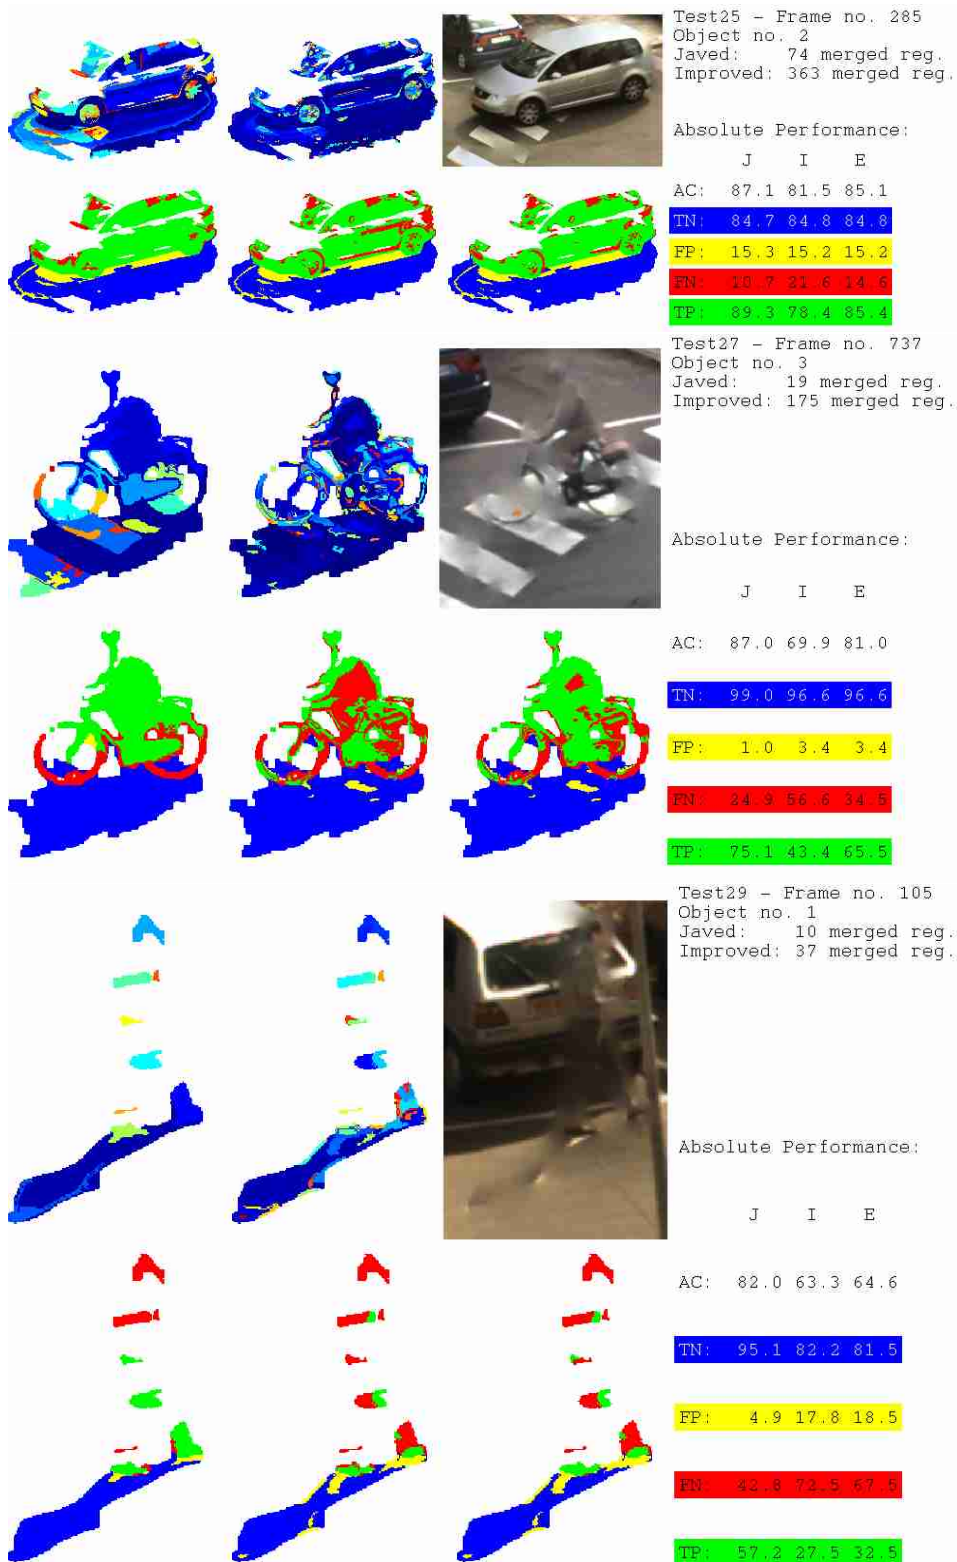 Test25 – Frame no. 285
Object no. 2
Javed: 74 merged reg.
Improved: 363 merged reg.
Absolute Performance:
J I E
AC: 87.1 81.5 85.1
TN: 84.7 84.8 84.8
FP: 15.3 15.2 15.2
FN: 10.7 21.6 14.6
TP: 89.3 78.4 85.4
Test27 – Frame no. 737
Object no. 3
Javed: 19 merged reg.
Improved: 175 merged reg.
Absolute Performance:
J I E
AC: 87.0 69.9 81.0
TN: 99.0 96.6 96.6
FP: 1.0 3.4 3.4
FN: 24.9 56.6 34.5
TP: 75.1 43.4 65.5
Test29 – Frame no. 105
Object no. 1
Javed: 10 merged reg.
Improved: 37 merged reg.
Absolute Performance:
J I E
AC: 82.0 63.3 64.6
TN: 95.1 82.2 81.5
FP: 4.9 17.8 18.5
FN: 42.8 72.5 67.5
TP: 57.2 27.5 32.5